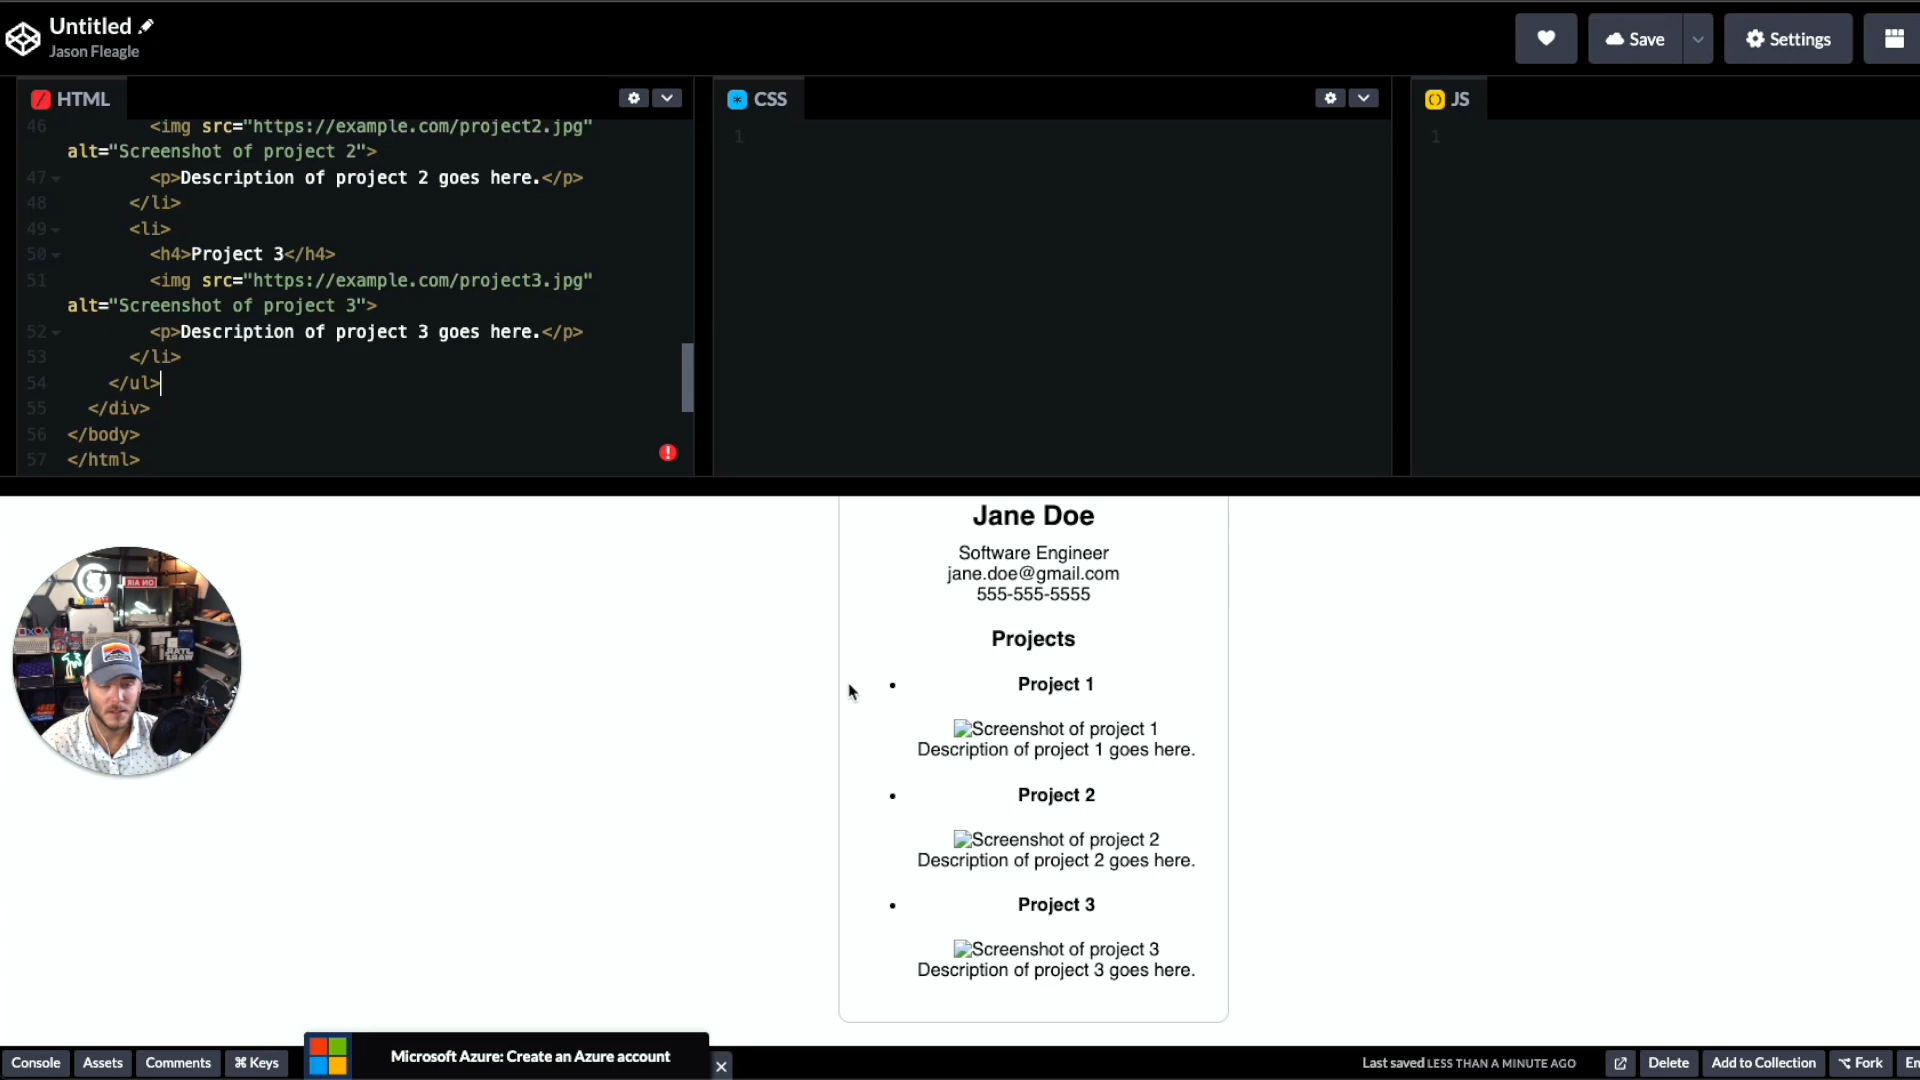 Untitled
Jason Fleagle
Save
Settings
HTML
CSS
JS
46 <img src="https://example.com/project2.jpg"
alt="Screenshot of project 2">
47 <p>Description of project 2 goes here.</p>
48 </li>
49 <li>
50 <h4>Project 3</h4>
51 <img src="https://example.com/project3.jpg"
alt="Screenshot of project 3">
52 <p>Description of project 3 goes here.</p>
53 </li>
54 </ul>
55 </div>
56 </body>
57 </html>
1
1
Jane Doe
Software Engineer
jane.doe@gmail.com
555-555-5555
Projects
• Project 1
Screenshot of project 1
Description of project 1 goes here.
• Project 2
Screenshot of project 2
Description of project 2 goes here.
• Project 3
Screenshot of project 3
Description of project 3 goes here.
Console
Assets
Comments
⌘ Keys
Microsoft Azure: Create an Azure account
Last saved LESS THAN A MINUTE AGO
Delete
Add to Collection
Fork